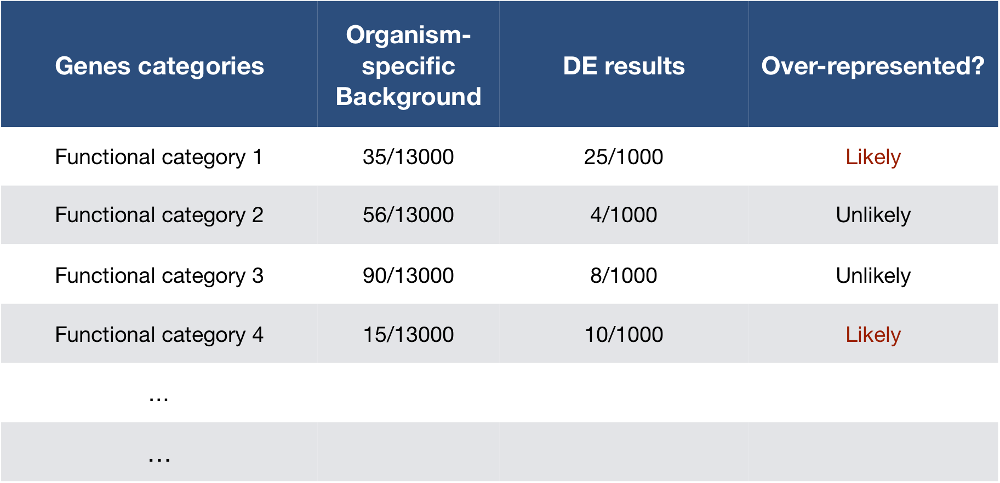 Genes categories
Organism-
specific
Background
DE results
Over-represented?
Functional category 1
35/13000
25/1000
Likely
Functional category 2
56/13000
4/1000
Unlikely
Functional category 3
90/13000
8/1000
Unlikely
Functional category 4
15/13000
10/1000
Likely
...
...